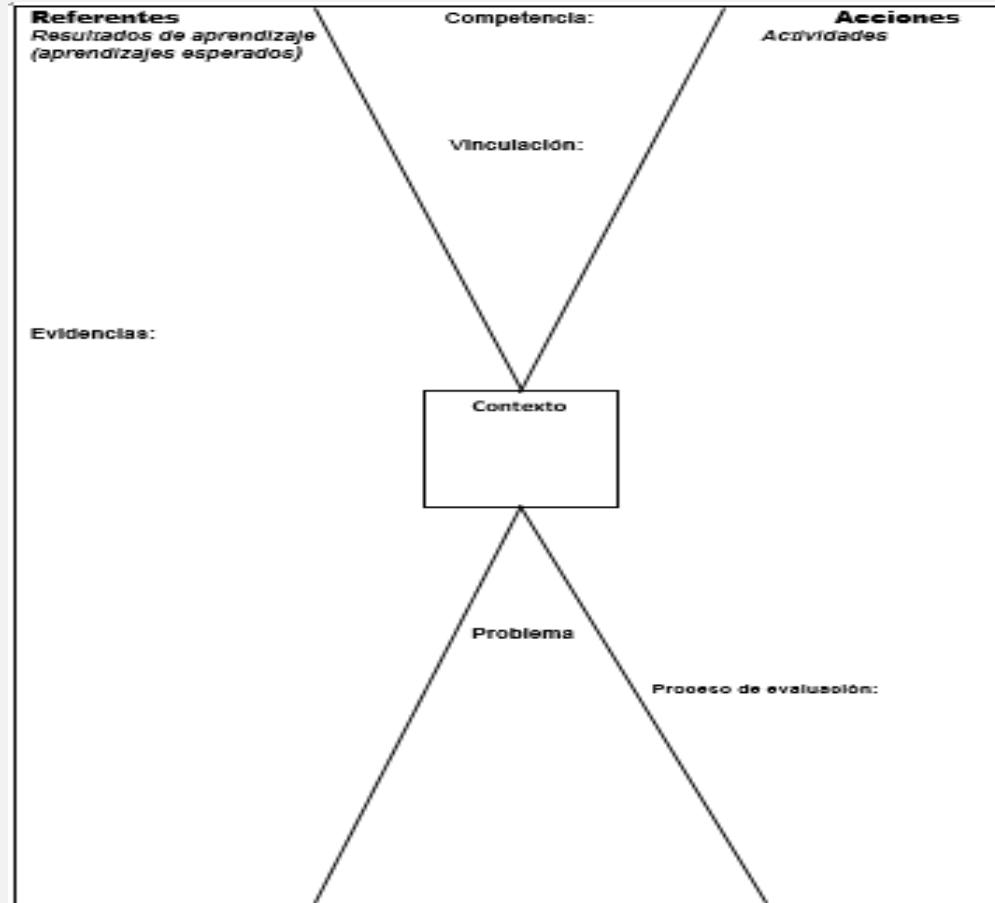 Referentes
Resultados de aprendizaje
(aprendizajes esperados)
Competencia:
Acciones
Actividades
Vinculación:
Evidencias:
Contexto
Problema
Proceso de evaluación: